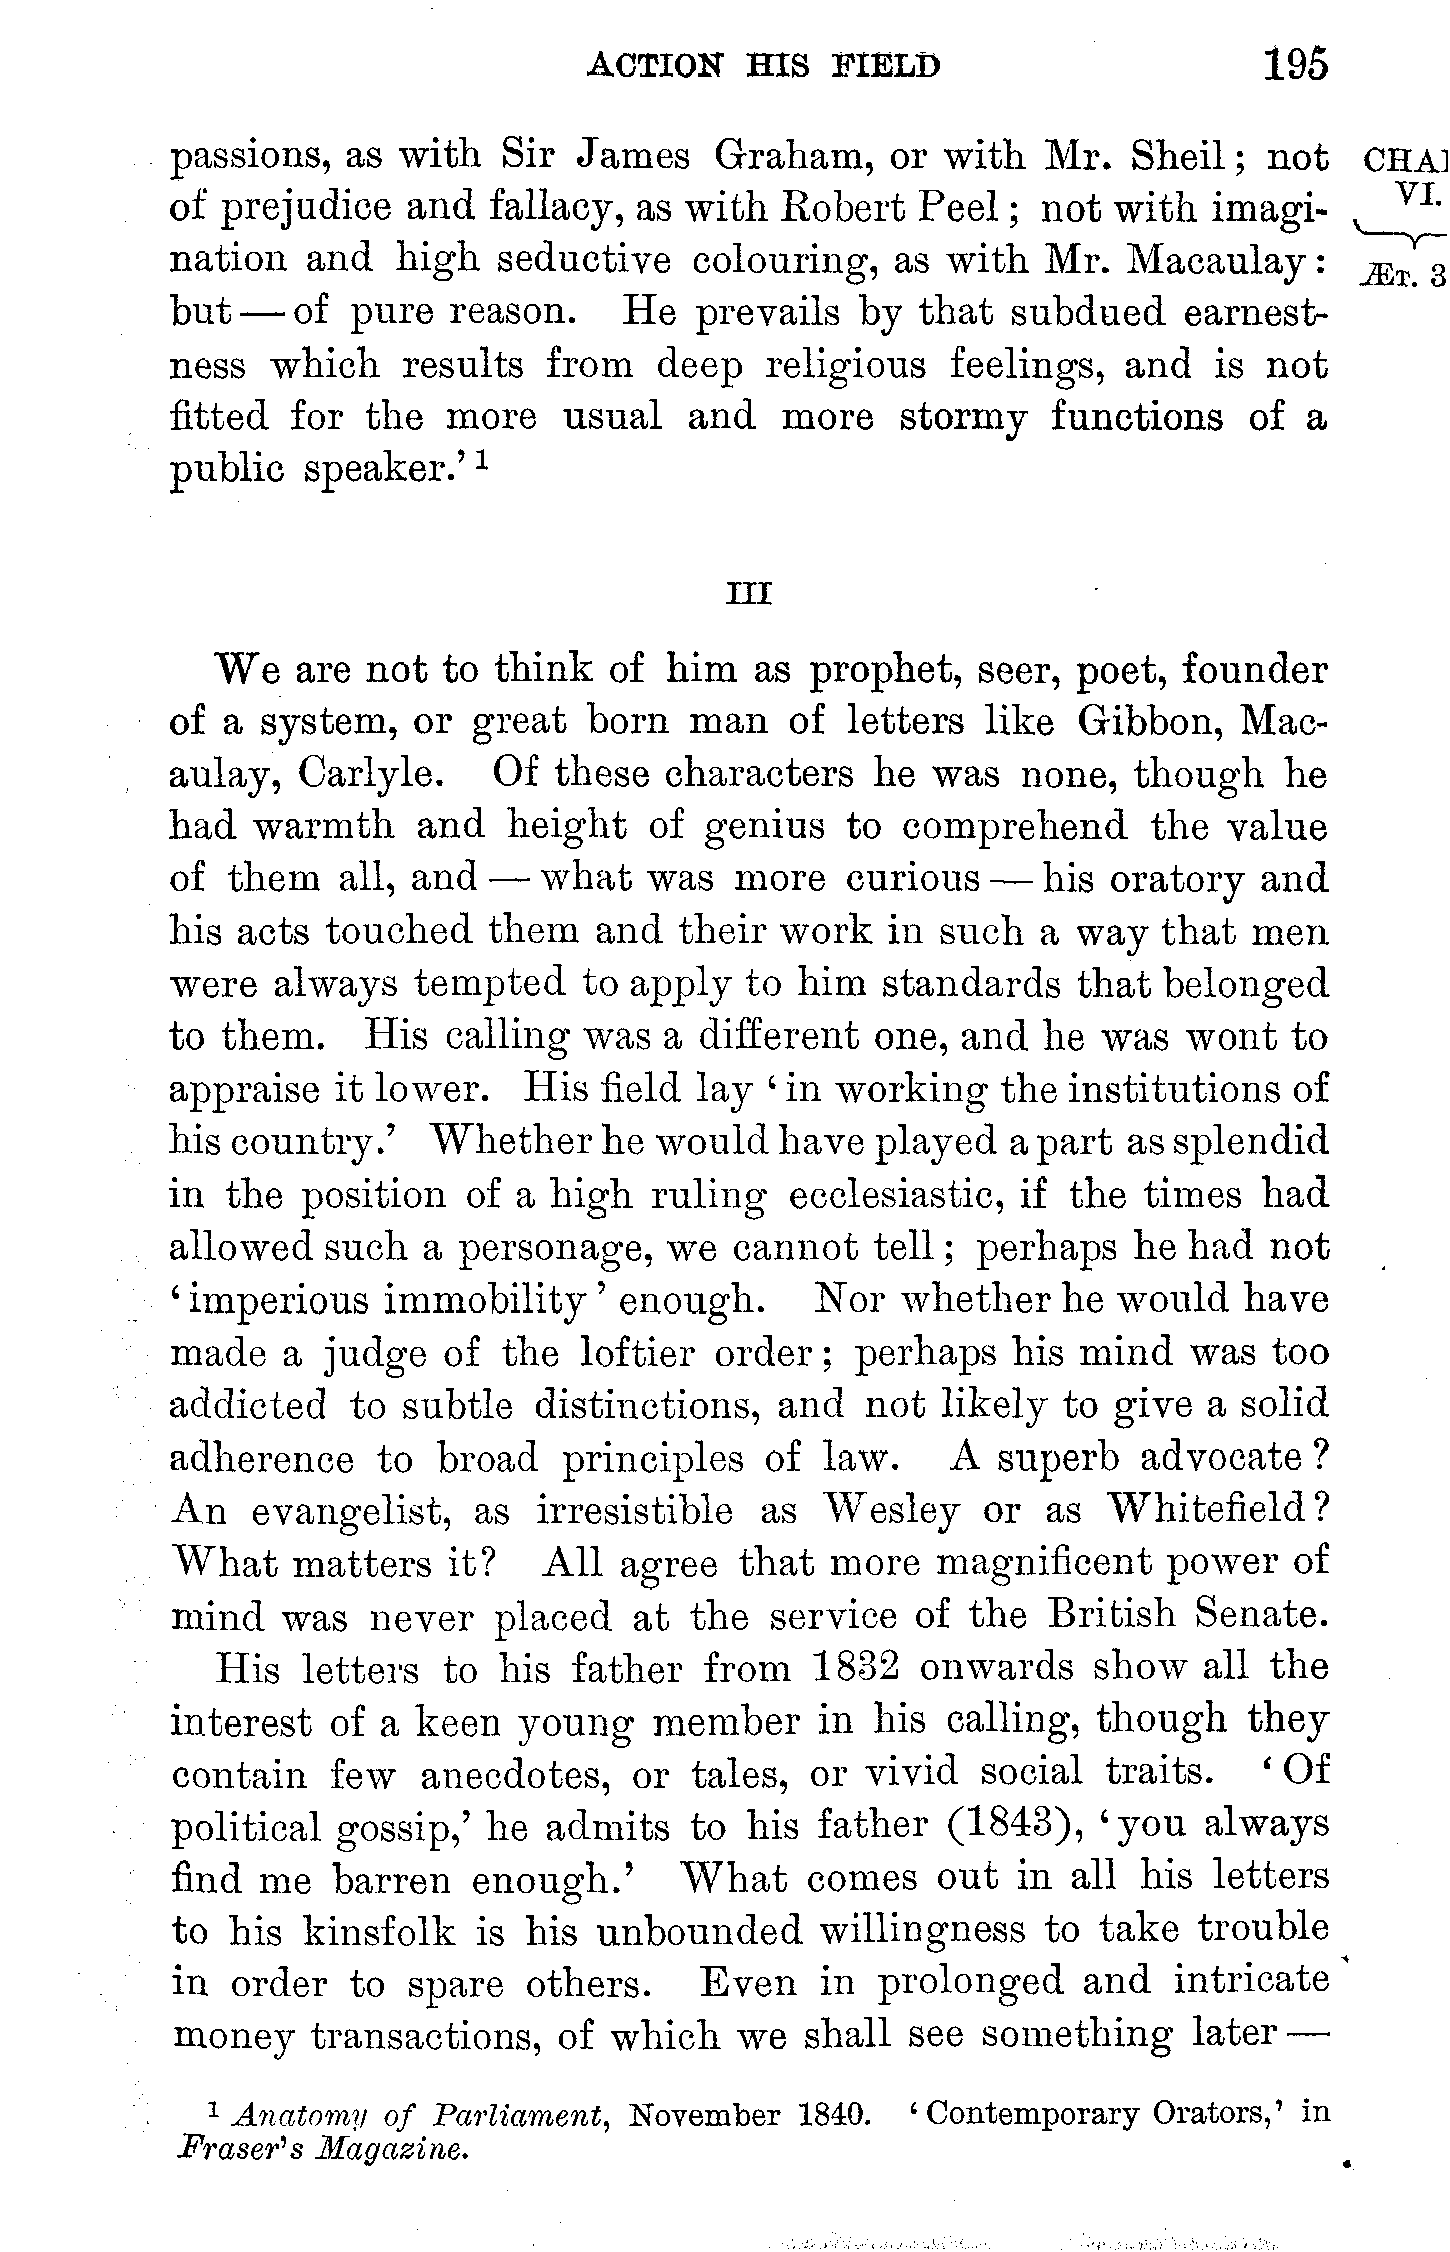 ACTION HIS FIELD 195
passions, as with Sir James Graham, or with Mr. Sheil; not
of prejudice and fallacy, as with Robert Peel; not with imagi-
nation and high seductive colouring, as with Mr. Macaulay:
but — of pure reason. He prevails by that subdued earnest-
ness which results from deep religious feelings, and is not
fitted for the more usual and more stormy functions of a
public speaker.’ 1
CHA
VI.
ÆT. 3
III
We are not to think of him as prophet, seer, poet, founder
of a system, or great born man of letters like Gibbon, Mac-
aulay, Carlyle. Of these characters he was none, though he
had warmth and height of genius to comprehend the value
of them all, and — what was more curious — his oratory and
his acts touched them and their work in such a way that men
were always tempted to apply to him standards that belonged
to them. His calling was a different one, and he was wont to
appraise it lower. His field lay ‘in working the institutions of
his country.’ Whether he would have played a part as splendid
in the position of a high ruling ecclesiastic, if the times had
allowed such a personage, we cannot tell; perhaps he had not
‘imperious immobility’ enough. Nor whether he would have
made a judge of the loftier order; perhaps his mind was too
addicted to subtle distinctions, and not likely to give a solid
adherence to broad principles of law. A superb advocate?
An evangelist, as irresistible as Wesley or as Whitefield?
What matters it? All agree that more magnificent power of
mind was never placed at the service of the British Senate.
His letters to his father from 1832 onwards show all the
interest of a keen young member in his calling, though they
contain few anecdotes, or tales, or vivid social traits. ‘Of
political gossip,’ he admits to his father (1843), ‘you always
find me barren enough.’ What comes out in all his letters
to his kinsfolk is his unbounded willingness to take trouble
in order to spare others. Even in prolonged and intricate
money transactions, of which we shall see something later —
1 Anatomy of Parliament, November 1840. ‘Contemporary Orators,’ in
Fraser's Magazine.